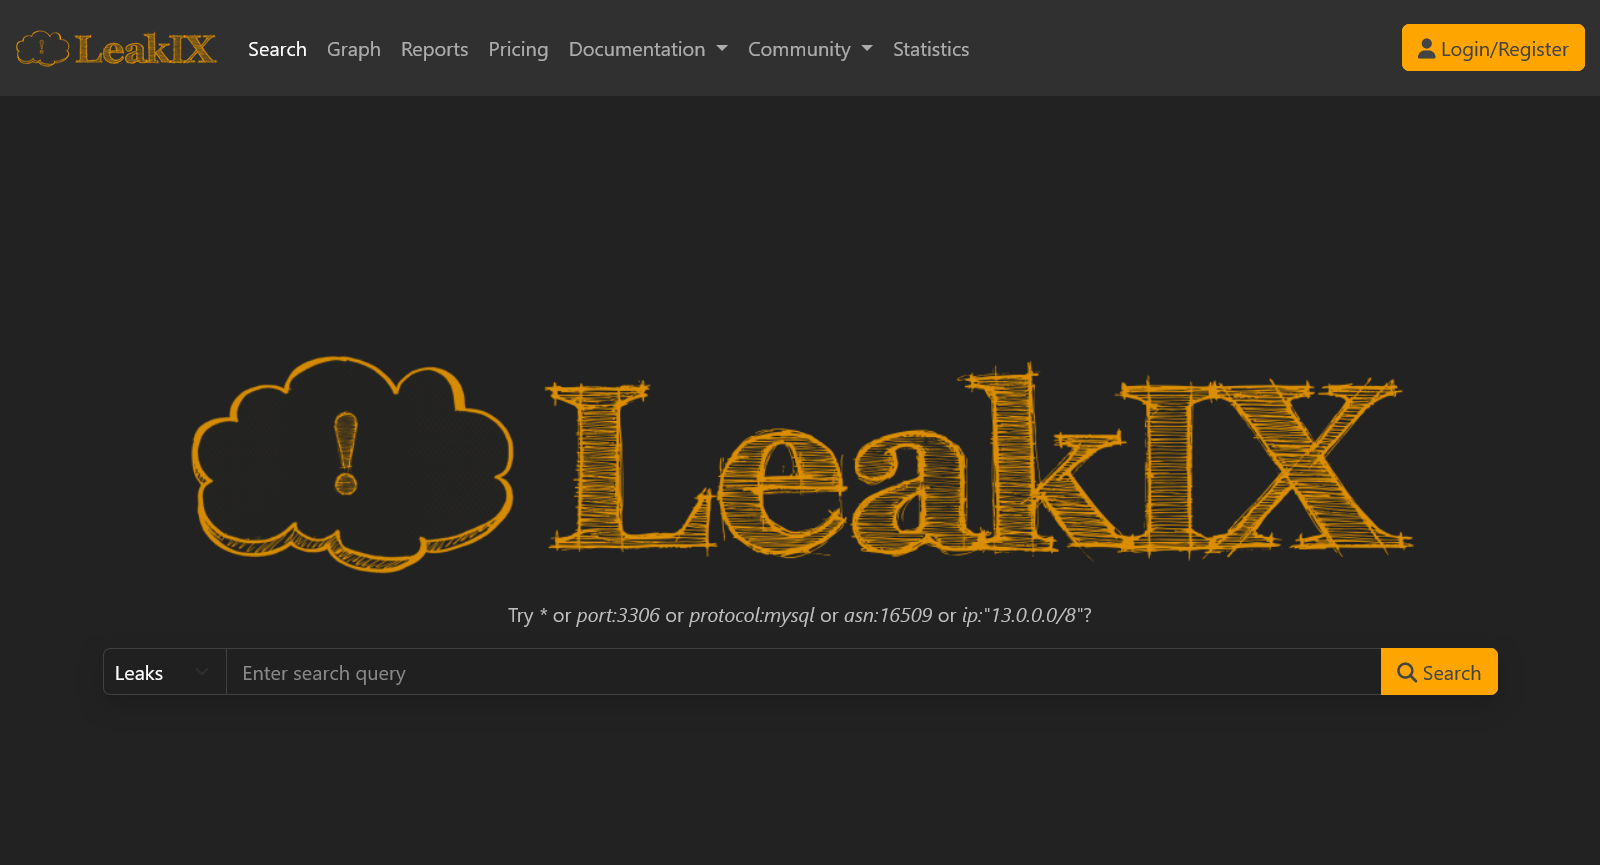 ! LeakIX Search Graph Reports Pricing Documentation Community Statistics Login/Register
! LeakIX
Try * or port:3306 or protocol:mysql or asn:16509 or ip:"13.0.0.0/8"?
Leaks Enter search query Search